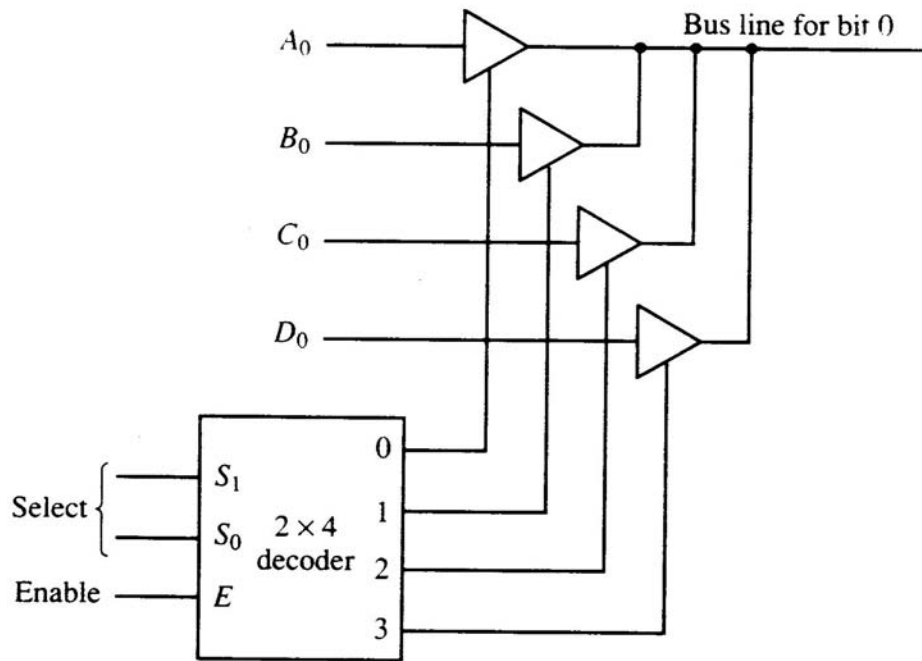 A₀
Bus line for bit 0
B₀
C₀
D₀
Select
S₁
S₀
Enable
E
2 × 4
decoder
0
1
2
3